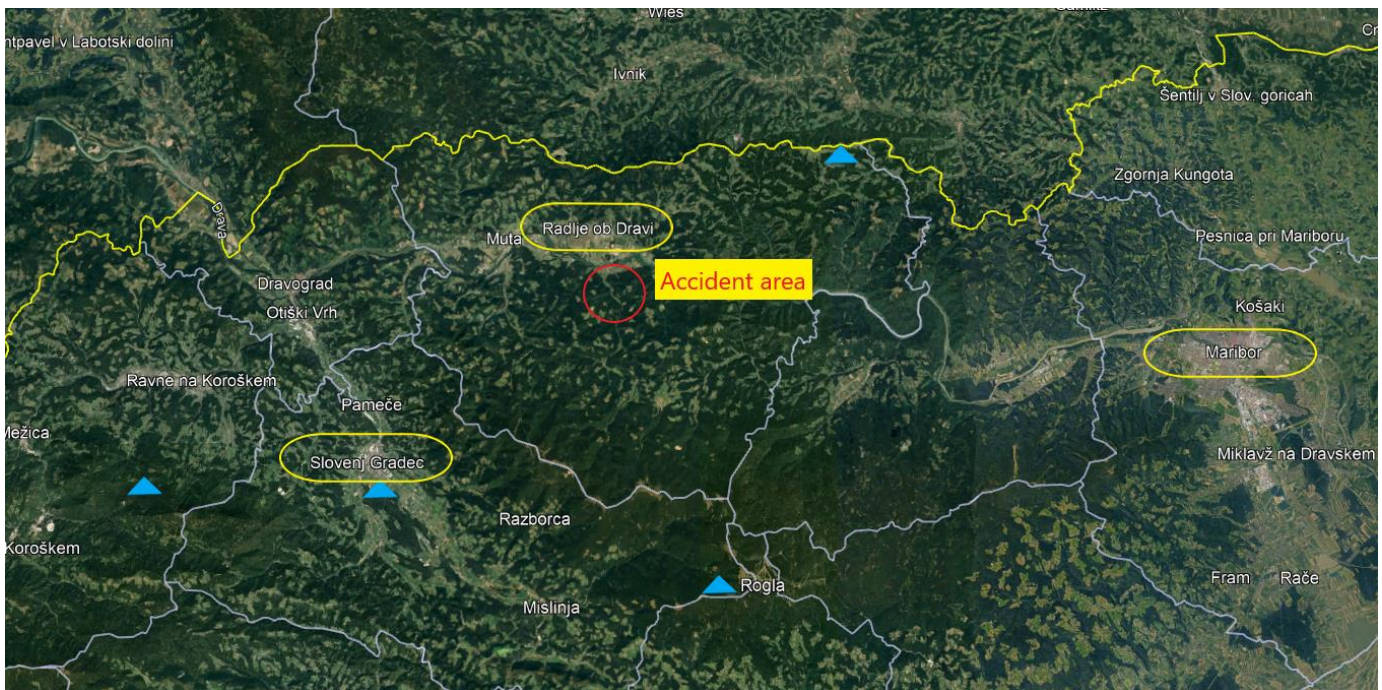 Wies
ntpavel v Labotski dolini
Ivnik
Šentilj v Slov. goricah
Zgornja Kungota
Drava
Radlje ob Dravi
Muta
Pesnica pri Mariboru
Accident area
Dravograd
Otiški Vrh
Košaki
Maribor
Ravne na Koroškem
Pameče
Mežica
Slovenj Gradec
Miklavž na Dravskem
Razborca
Koroškem
Rogla
Fram
Rače
Mislinja